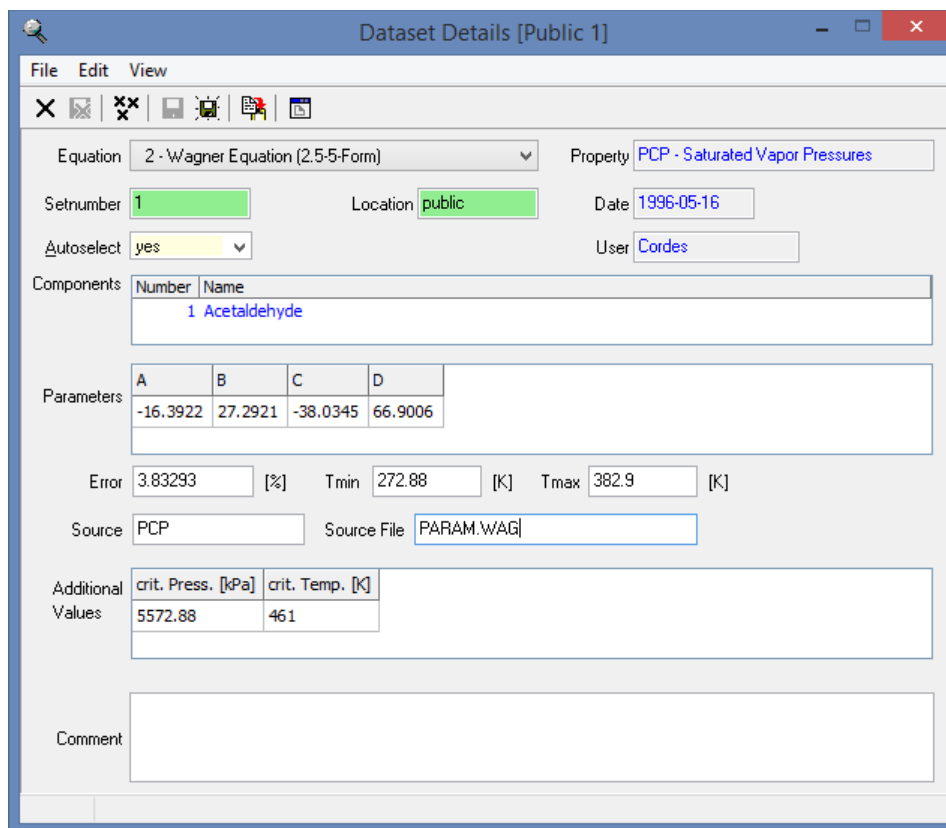 Dataset Details [Public 1]
File Edit View
Equation 2 - Wagner Equation (2.5-5-Form) Property PCP - Saturated Vapor Pressures
Setnumber 1 Location public Date 1996-05-16
Autoselect yes User Cordes
Components Number Name
1 Acetaldehyde
Parameters A B C D
-16.3922 27.2921 -38.0345 66.9006
Error 3.83293 [%] Tmin 272.88 [K] Tmax 382.9 [K]
Source PCP Source File PARAM.WAG
Additional Values crit. Press. [kPa] crit. Temp. [K]
5572.88 461
Comment